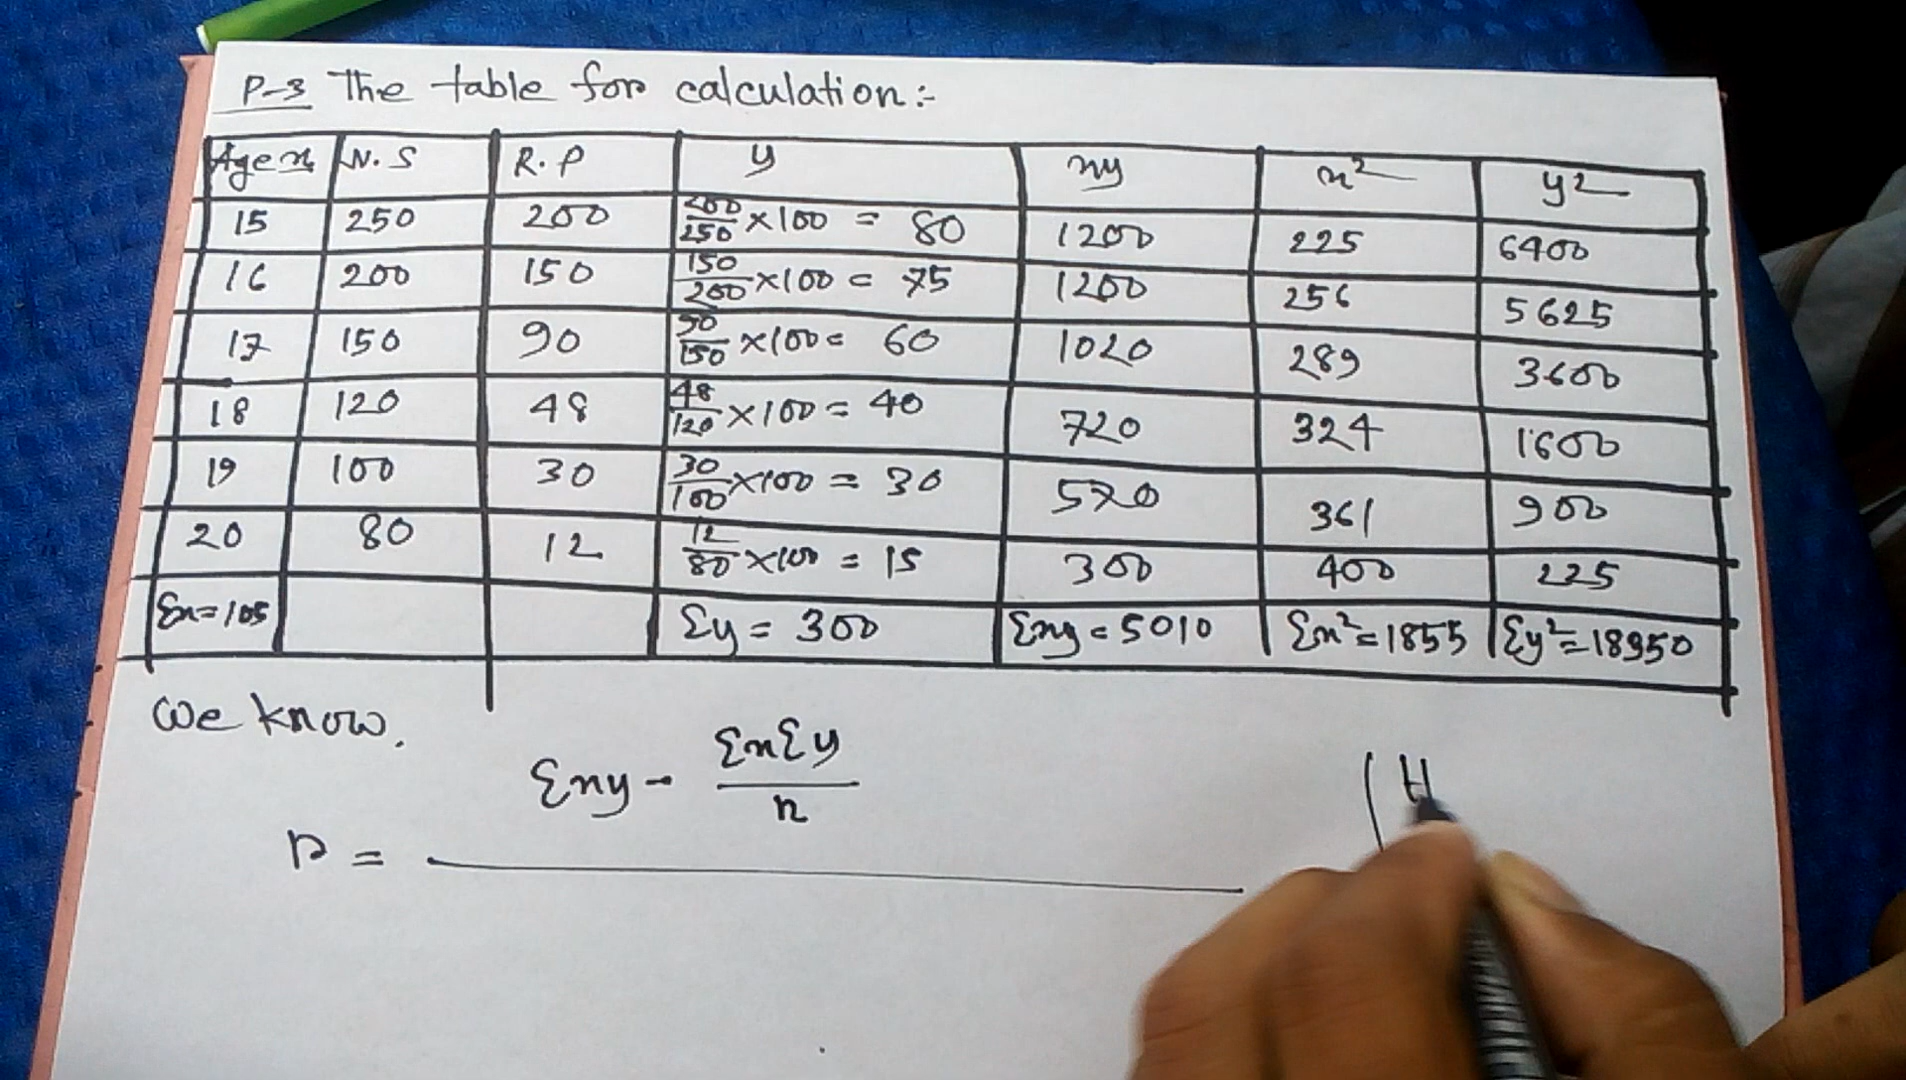 P-3 The table for calculation:-
Age x N.S R.P y xy x² y²
15 250 200 200/250 ×100 = 80 1200 225 6400
16 200 150 150/200 ×100 = 75 1200 256 5625
17 150 90 90/150 ×100 = 60 1020 289 3600
18 120 48 48/120 ×100 = 40 720 324 1600
19 100 30 30/100 ×100 = 30 570 361 900
20 80 12 12/80 ×100 = 15 300 400 225
Σx=105 Σy = 300 Σxy = 5010 Σx²=1855 Σy²=18950
We know,
r = Σxy - ΣxΣy/n
(H